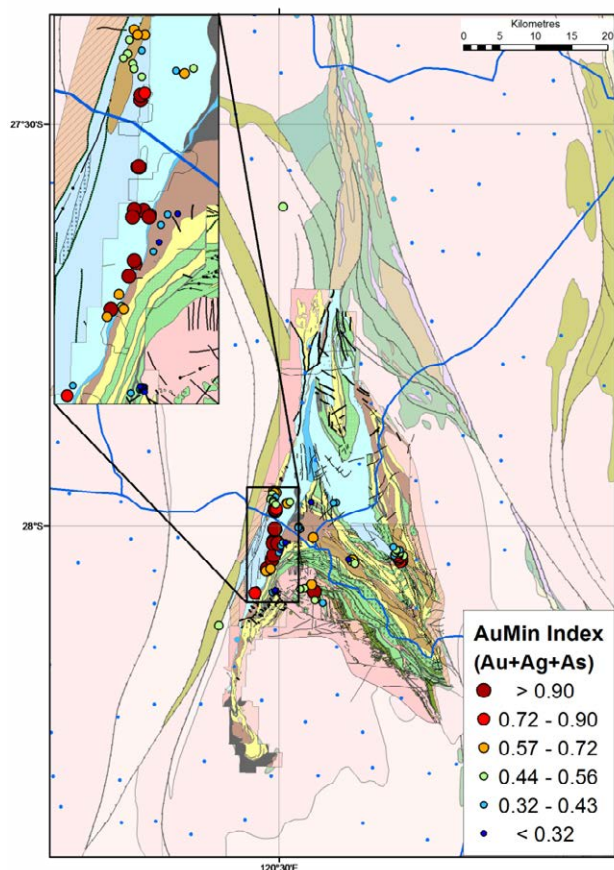 Kilometres
0 5 10 15 20
27°30'S
28°S
AuMin Index
(Au+Ag+As)
> 0.90
0.72 - 0.90
0.57 - 0.72
0.44 - 0.56
0.32 - 0.43
< 0.32
120°30'E